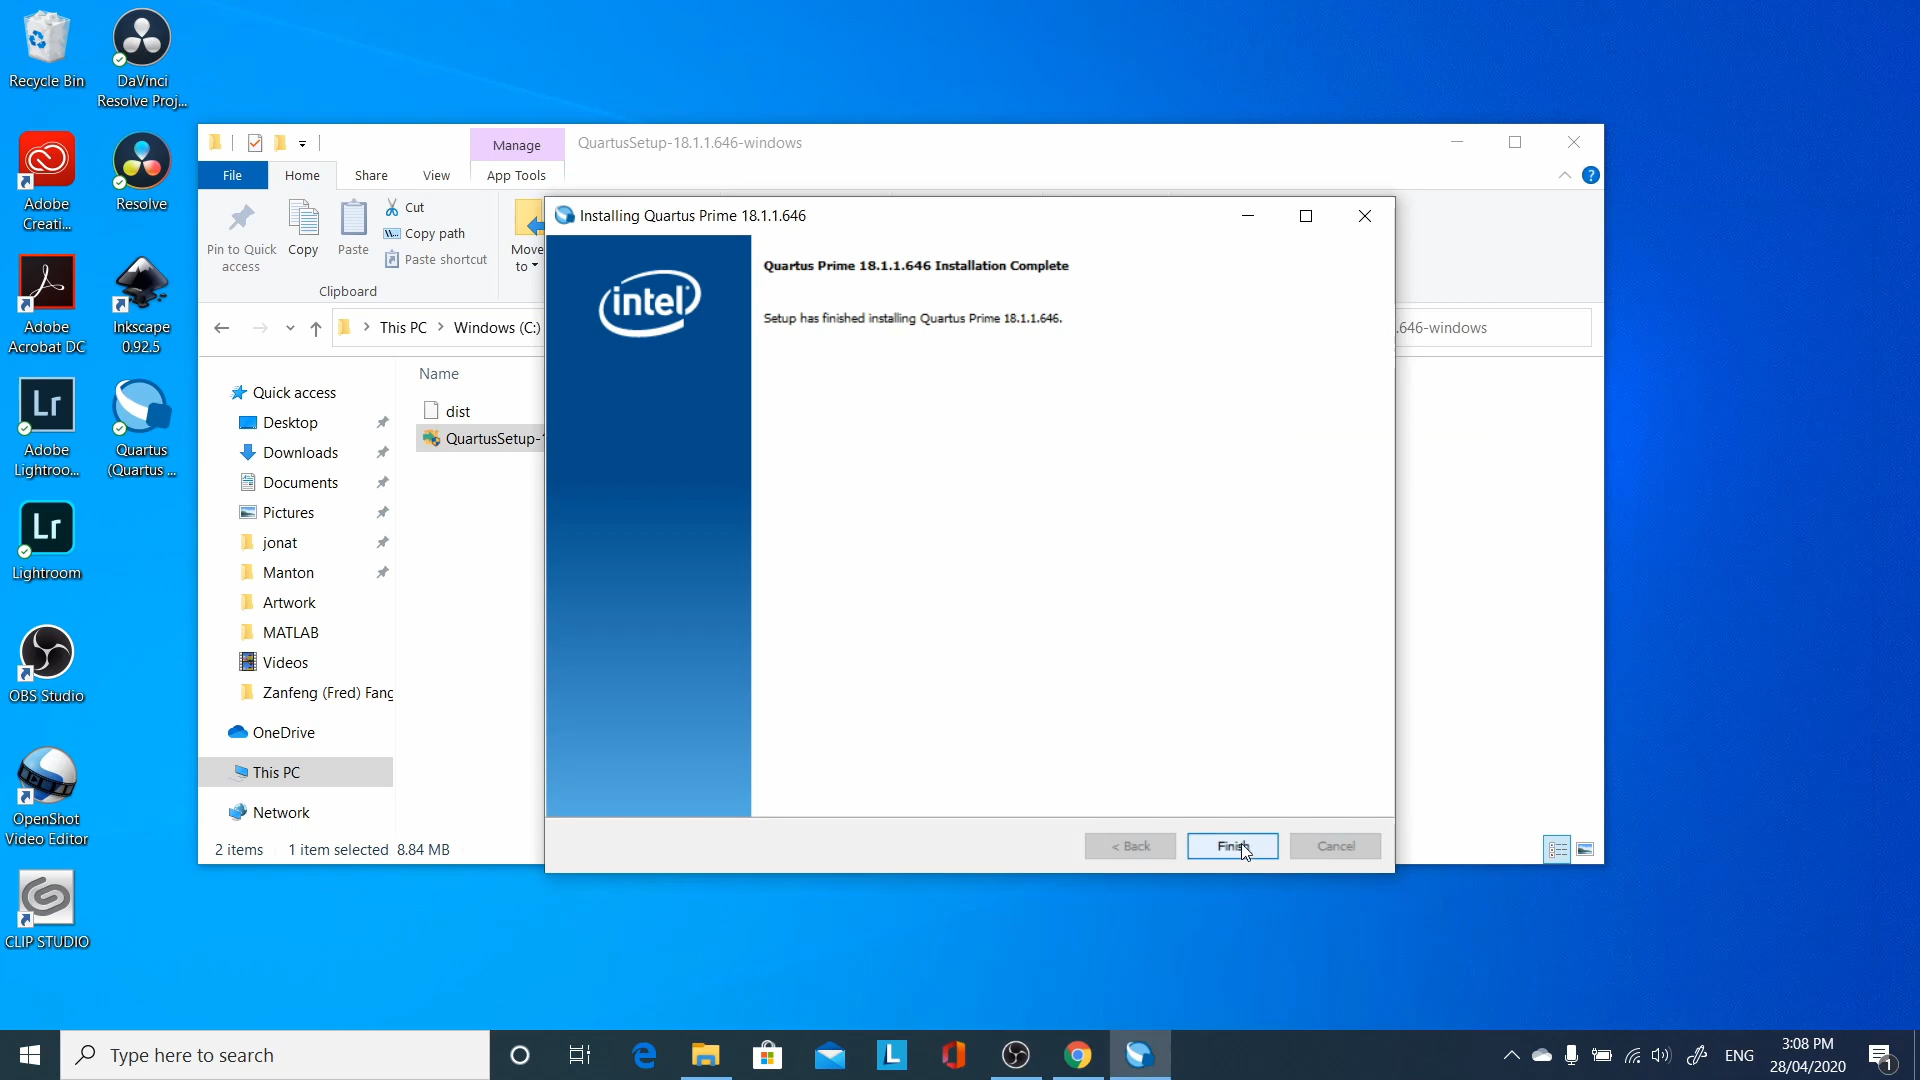 Recycle Bin
DaVinci
Resolve Proj...
Adobe
Creati...
Resolve
Adobe
Acrobat DC
Inkscape
0.92.5
Lr
Adobe
Lightroo...
Quartus
(Quartus ...
Lr
Lightroom
OBS Studio
OpenShot
Video Editor
CLIP STUDIO
Manage
QuartusSetup-18.1.1.646-windows
File
Home
Share
View
App Tools
Pin to Quick
access
Copy
Paste
Cut
Copy path
Paste shortcut
Move
to
Clipboard
This PC
Windows (C:)
.646-windows
Quick access
Desktop
Downloads
Documents
Pictures
jonat
Manton
Artwork
MATLAB
Videos
Zanfeng (Fred) Fang
OneDrive
This PC
Network
Name
dist
QuartusSetup-1
2 items
1 item selected 8.84 MB
Installing Quartus Prime 18.1.1.646
intel
Quartus Prime 18.1.1.646 Installation Complete
Setup has finished installing Quartus Prime 18.1.1.646.
< Back
Finish
Cancel
Type here to search
L
ENG
3:08 PM
28/04/2020
1